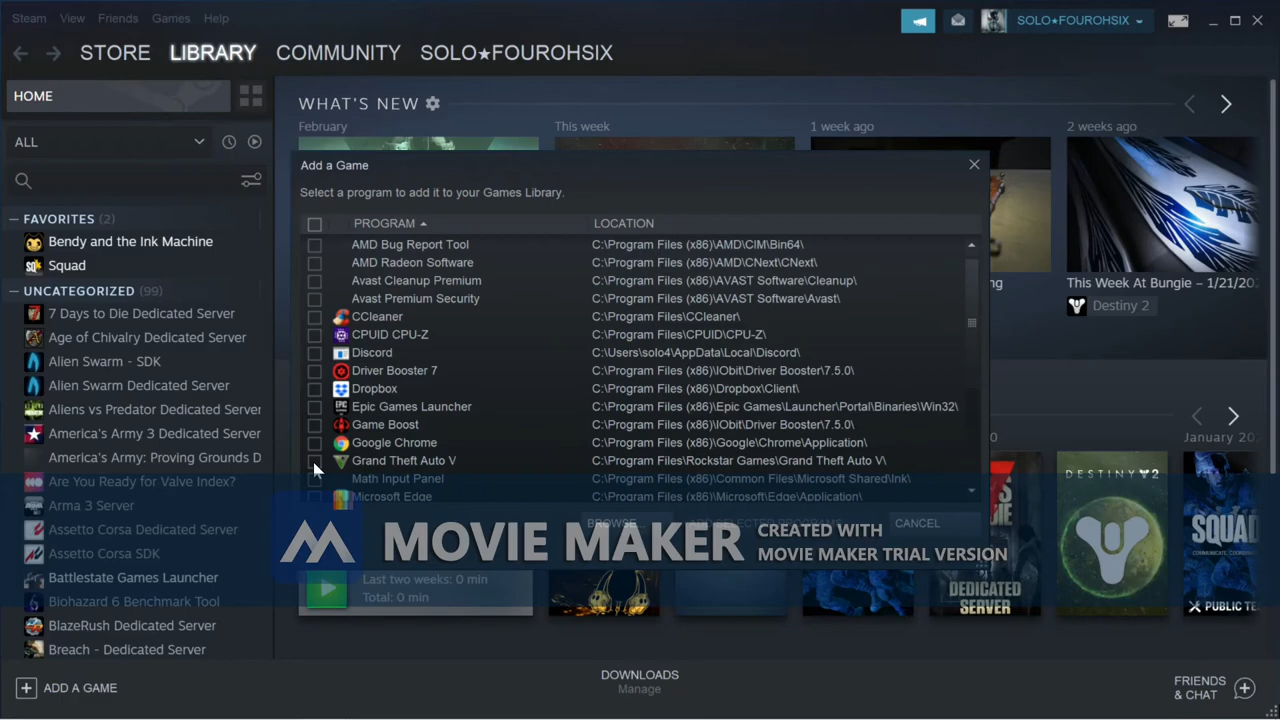 Steam View Friends Games Help
SOLO★FOUROHSIX
STORE LIBRARY COMMUNITY SOLO★FOUROHSIX
HOME
ALL
FAVORITES (2)
Bendy and the Ink Machine
Squad
UNCATEGORIZED (99)
7 Days to Die Dedicated Server
Age of Chivalry Dedicated Server
Alien Swarm - SDK
Alien Swarm Dedicated Server
Aliens vs Predator Dedicated Server
America's Army 3 Dedicated Server
America's Army: Proving Grounds D
Are You Ready for Valve Index?
Arma 3 Server
Assetto Corsa Dedicated Server
Assetto Corsa SDK
Battlestate Games Launcher
Biohazard 6 Benchmark Tool
BlazeRush Dedicated Server
Breach - Dedicated Server
WHAT'S NEW
February This week 1 week ago 2 weeks ago
This Week At Bungie – 1/21/202
Destiny 2
ng
Add a Game
Select a program to add it to your Games Library.
PROGRAM LOCATION
AMD Bug Report Tool C:\Program Files (x86)\AMD\CIM\Bin64\
AMD Radeon Software C:\Program Files (x86)\AMD\CNext\CNext\
Avast Cleanup Premium C:\Program Files (x86)\AVAST Software\Cleanup\
Avast Premium Security C:\Program Files (x86)\AVAST Software\Avast\
CCleaner C:\Program Files\CCleaner\
CPUID CPU-Z C:\Program Files\CPUID\CPU-Z\
Discord C:\Users\solo4\AppData\Local\Discord\
Driver Booster 7 C:\Program Files (x86)\IObit\Driver Booster\7.5.0\
Dropbox C:\Program Files (x86)\Dropbox\Client\
Epic Games Launcher C:\Program Files (x86)\Epic Games\Launcher\Portal\Binaries\Win32\
Game Boost C:\Program Files (x86)\IObit\Driver Booster\7.5.0\
Google Chrome C:\Program Files (x86)\Google\Chrome\Application\
Grand Theft Auto V C:\Program Files\Rockstar Games\Grand Theft Auto V\
Math Input Panel C:\Program Files (x86)\Common Files\Microsoft Shared\Ink\
Microsoft Edge C:\Program Files (x86)\Microsoft\Edge\Application\
BROWSE... ADD SELECTED PROGRAMS CANCEL
MOVIE MAKER
CREATED WITH
MOVIE MAKER TRIAL VERSION
January 20
Last two weeks: 0 min
Total: 0 min
DEDICATED
SERVER
DESTINY 2
SQUAD
PUBLIC TE
ADD A GAME
DOWNLOADS
Manage
FRIENDS
& CHAT